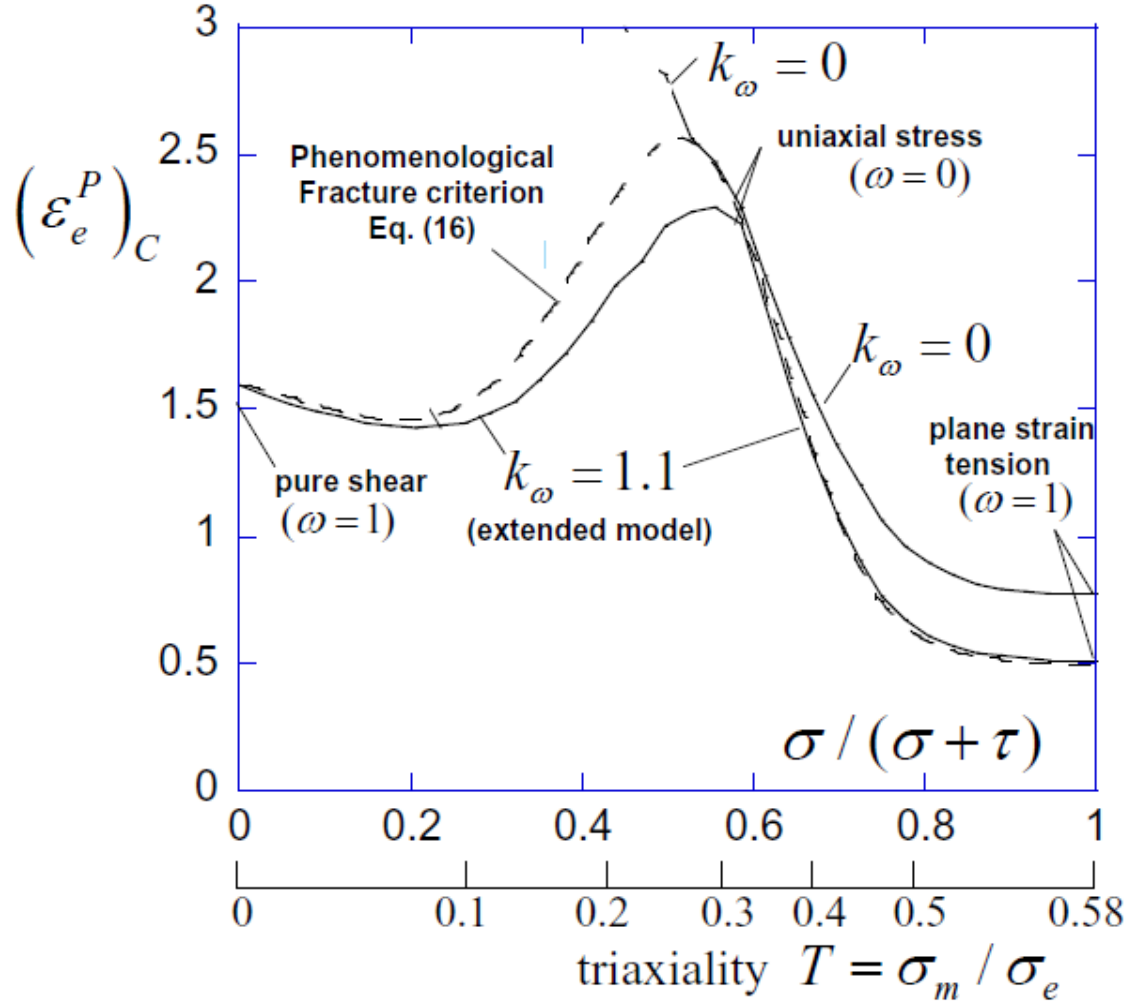 3
k_ω = 0
2.5
Phenomenological
Fracture criterion
Eq. (16)
uniaxial stress
(ω = 0)
(ε_e^P)_C
2
k_ω = 0
1.5
plane strain
tension
(ω = 1)
pure shear
(ω = 1)
k_ω = 1.1
(extended model)
1
0.5
σ / (σ + τ)
0
0 0.2 0.4 0.6 0.8 1
0 0.1 0.2 0.3 0.4 0.5 0.58
triaxiality T = σ_m / σ_e